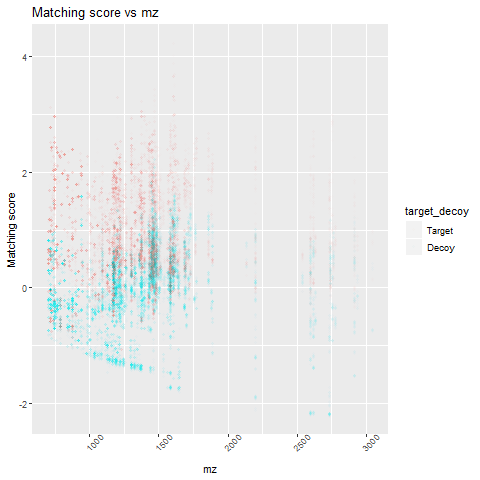 Matching score vs mz
4
2
0
-2
Matching score
1000
1500
2000
2500
3000
mz
target_decoy
Target
Decoy